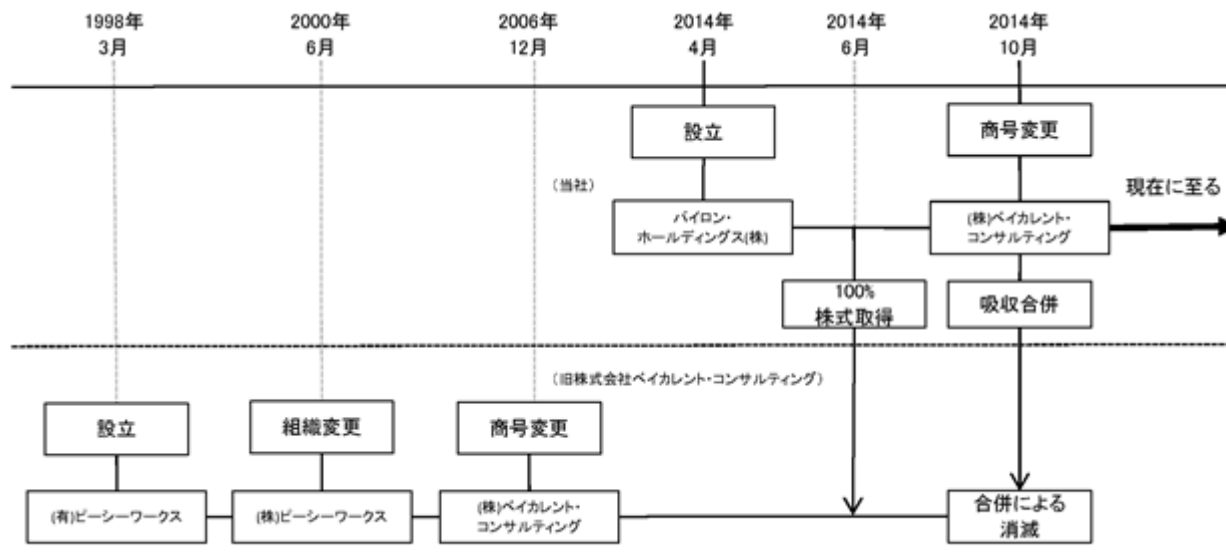 1998年
3月
2000年
6月
2006年
12月
2014年
4月
2014年
6月
2014年
10月
設立
商号変更
(当社)
現在に至る
バイロン・
ホールディングス(株)
(株)ベイカレント・
コンサルティング
100%
株式取得
吸収合併
(旧株式会社ベイカレント・コンサルティング)
設立
組織変更
商号変更
(有)ピーシーワークス
(株)ピーシーワークス
(株)ベイカレント・
コンサルティング
合併による
消滅